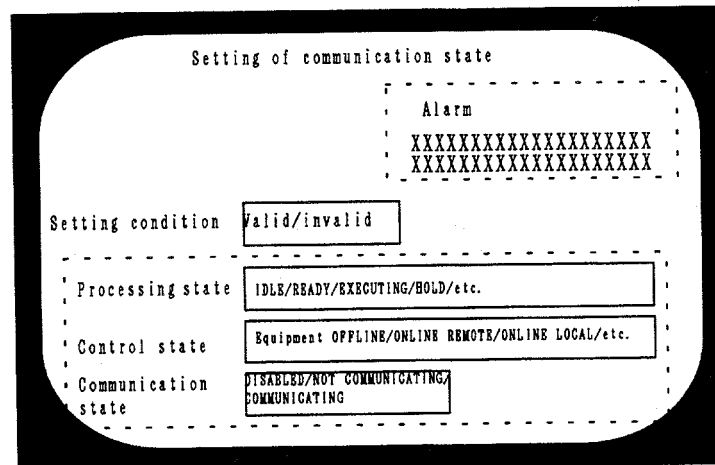 Setting of communication state
Alarm
XXXXXXXXXXXXXXXXXXXX
XXXXXXXXXXXXXXXXXXXX
Setting condition Valid/invalid
Processing state IDLE/READY/EXECUTING/HOLD/etc.
Control state Equipment OFFLINE/ONLINE REMOTE/ONLINE LOCAL/etc.
Communication state DISABLED/NOT COMMUNICATING/
COMMUNICATING